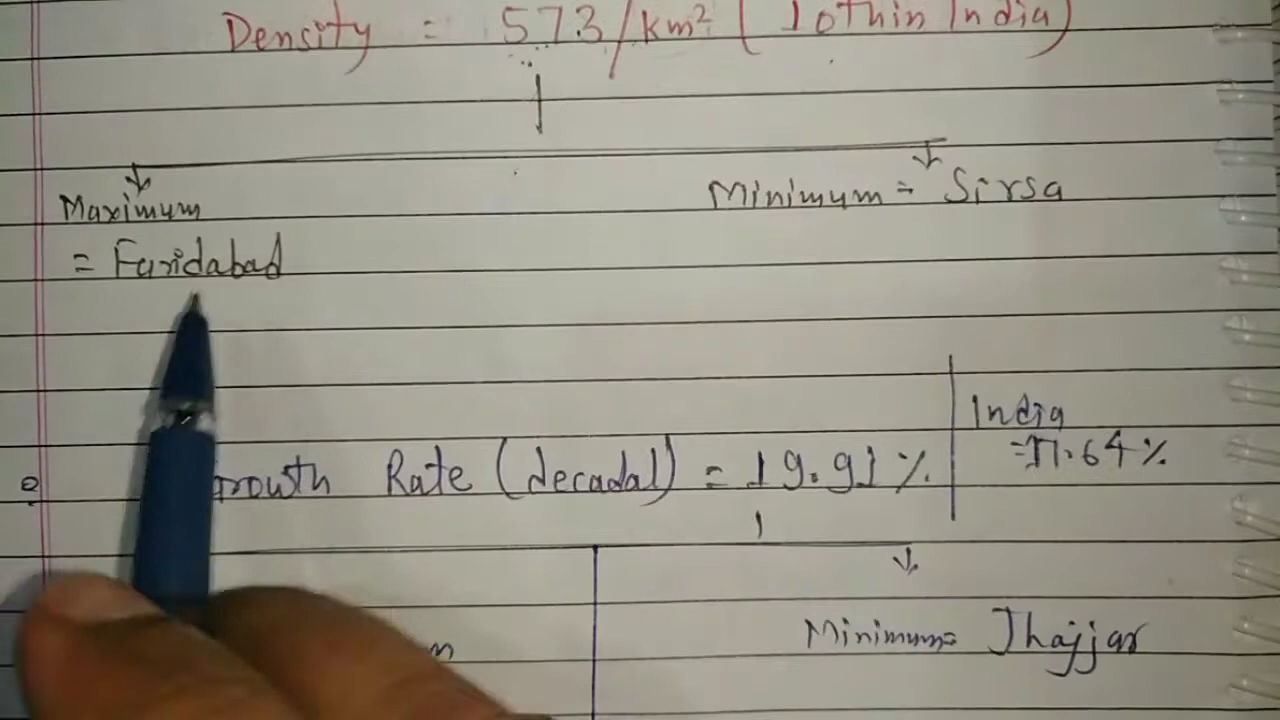 Density = 573/km² ( 10th in India)
Maximum
= Faridabad
Minimum = Sirsa
India
= 17.64 %
rowth Rate (decadal) = 19.91 %
Minimum= Jhajjar